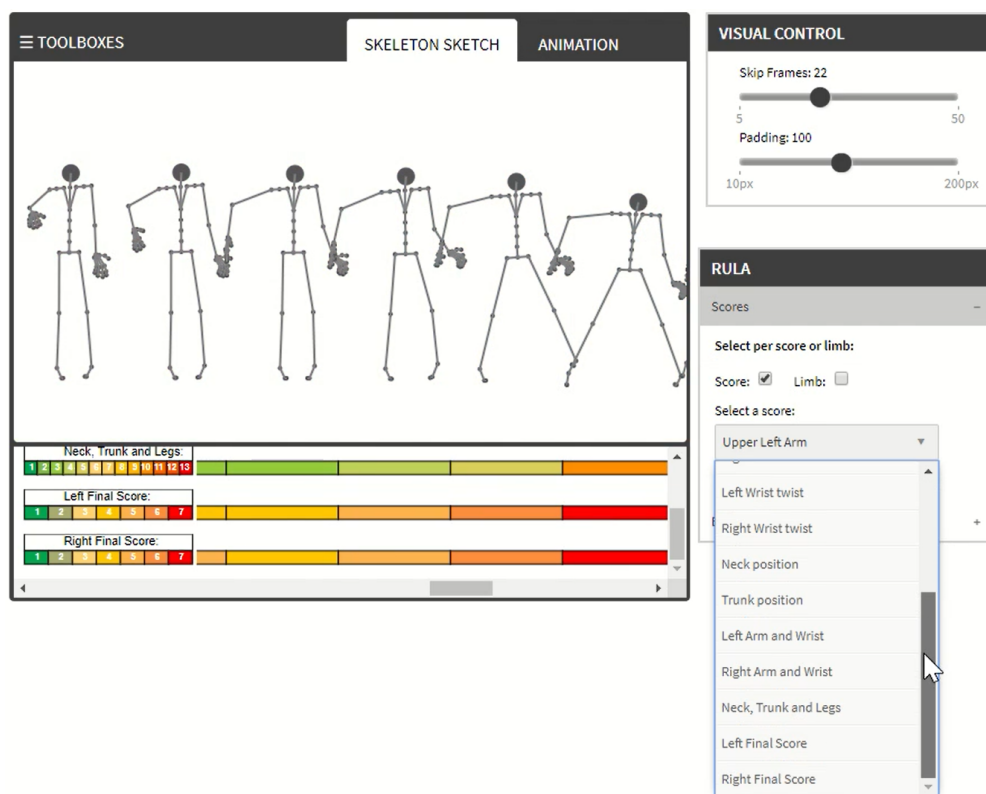 ☰ TOOLBOXES
SKELETON SKETCH
ANIMATION
Neck, Trunk and Legs:
1 2 3 4 5 6 7 8 9 10 11 12 13
Left Final Score:
1 2 3 4 5 6 7
Right Final Score:
1 2 3 4 5 6 7
VISUAL CONTROL
Skip Frames: 22
5 50
Padding: 100
10px 200px
RULA
Scores −
Select per score or limb:
Score: Limb:
Select a score:
Upper Left Arm
Left Wrist twist
Right Wrist twist
Neck position
Trunk position
Left Arm and Wrist
Right Arm and Wrist
Neck, Trunk and Legs
Left Final Score
Right Final Score
+